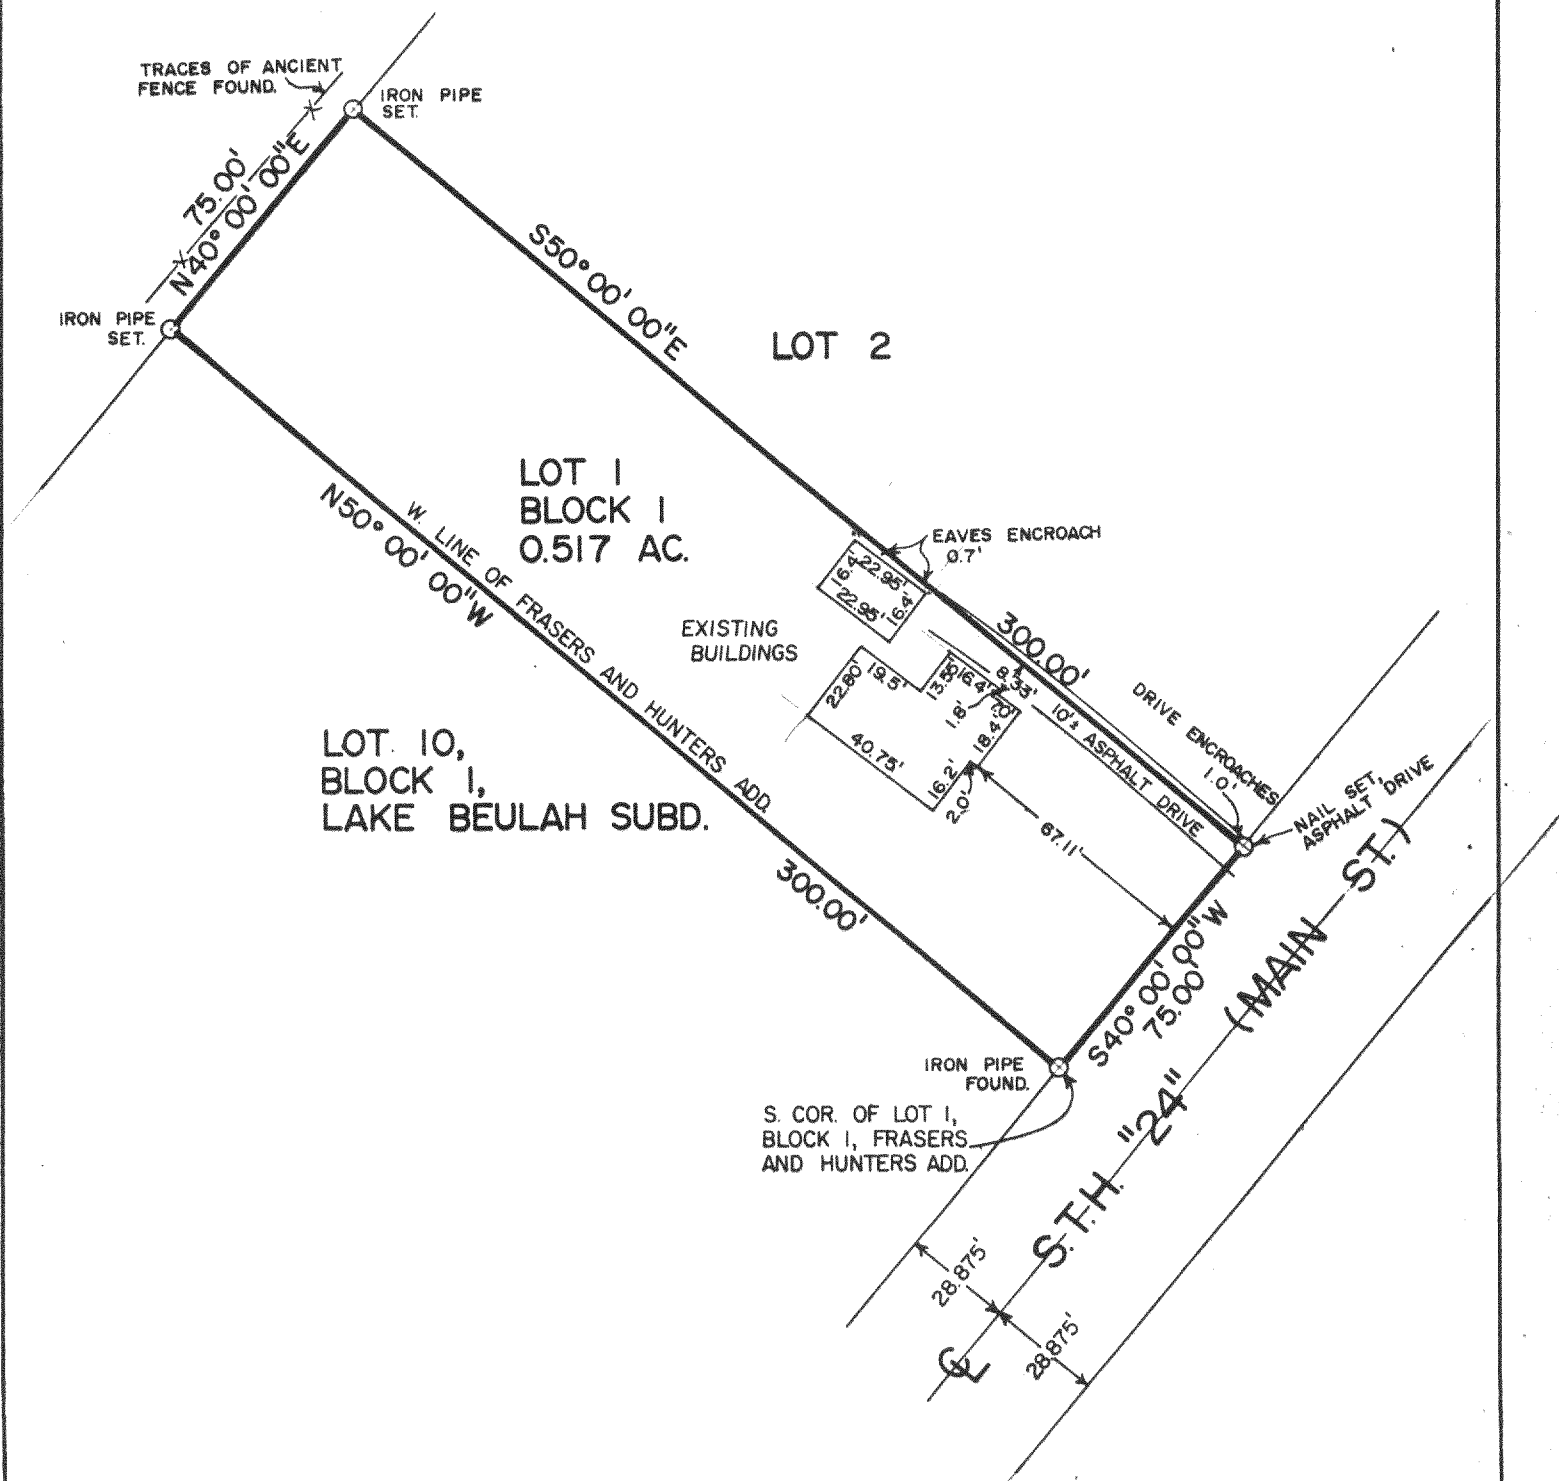 TRACES OF ANCIENT
FENCE FOUND.
IRON PIPE
SET.
75.00'
N40° 00' 00"E
IRON PIPE
SET.
S50° 00' 00"E
LOT 2
LOT 1
BLOCK 1
0.517 AC.
W. LINE OF FRASERS AND HUNTERS ADD.
N50° 00' 00"W
300.00'
EAVES ENCROACH
0.7'
16.4'
22.95'
22.95'
16.4'
EXISTING
BUILDINGS
300.00'
22.80'
19.5'
13.5'
16.4'
8.33'
1.8'
18.4'
40.75'
16.2'
2.0'
10'± ASPHALT DRIVE
67.11'
DRIVE ENCROACHES
1.0'
NAIL SET,
ASPHALT DRIVE
LOT 10,
BLOCK 1,
LAKE BEULAH SUBD.
S40° 00' 00"W
75.00'
IRON PIPE
FOUND.
S. COR. OF LOT 1,
BLOCK 1, FRASERS
AND HUNTERS ADD.
S.T.H. "24" (MAIN ST.)
28.875'
28.875'
℄